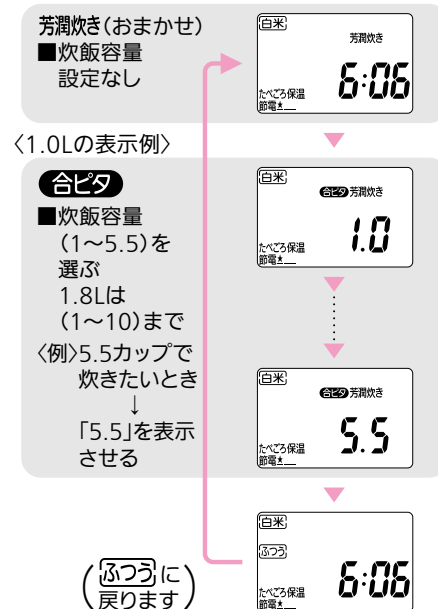 芳潤炊き(おまかせ)
■炊飯容量
設定なし
白米
芳潤炊き
6:06
たべごろ保温
節電
〈1.0Lの表示例〉
合ピタ
■炊飯容量
(1〜5.5)を
選ぶ
1.8Lは
(1〜10)まで
〈例〉5.5カップで
炊きたいとき
↓
「5.5」を表示
させる
白米
合ピタ 芳潤炊き
1.0
たべごろ保温
節電
白米
合ピタ 芳潤炊き
5.5
たべごろ保温
節電
(ふつうに
戻ります)
白米
ふつう
6:06
たべごろ保温
節電